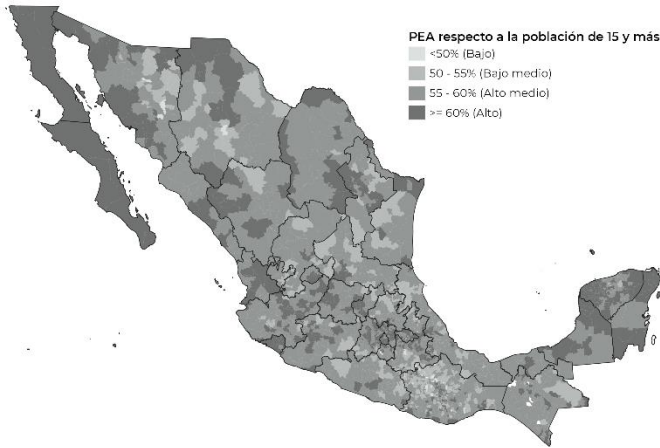 PEA respecto a la población de 15 y más
<50% (Bajo)
50 - 55% (Bajo medio)
55 - 60% (Alto medio)
>= 60% (Alto)